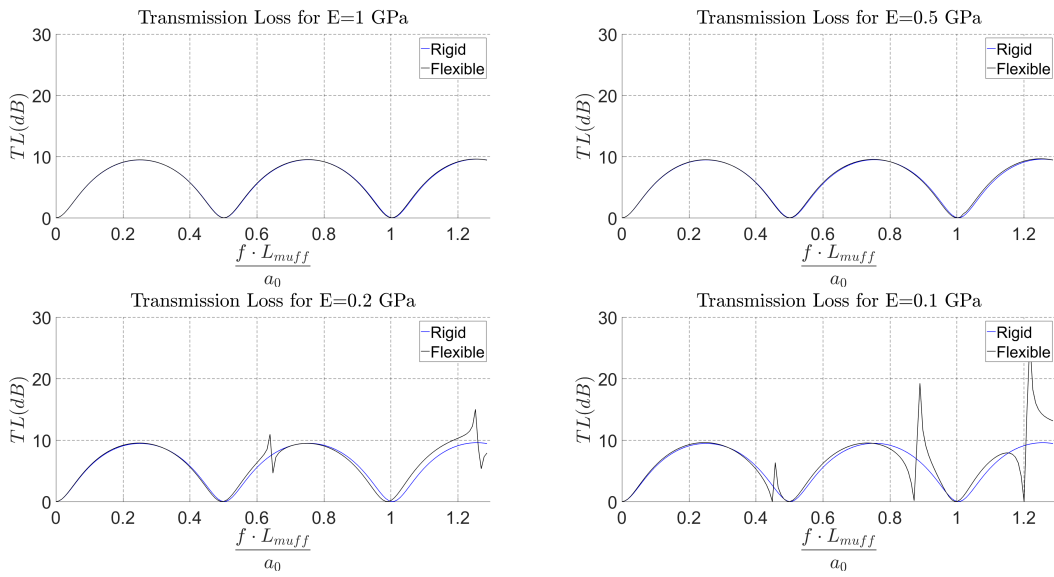 Transmission Loss for E=1 GPa
30
20
10
0
TL(dB)
Rigid
Flexible
0 0.2 0.4 0.6 0.8 1 1.2
f · L_muff
a_0
Transmission Loss for E=0.5 GPa
30
20
10
0
TL(dB)
Rigid
Flexible
0 0.2 0.4 0.6 0.8 1 1.2
f · L_muff
a_0
Transmission Loss for E=0.2 GPa
30
20
10
0
TL(dB)
Rigid
Flexible
0 0.2 0.4 0.6 0.8 1 1.2
f · L_muff
a_0
Transmission Loss for E=0.1 GPa
30
20
10
0
TL(dB)
Rigid
Flexible
0 0.2 0.4 0.6 0.8 1 1.2
f · L_muff
a_0